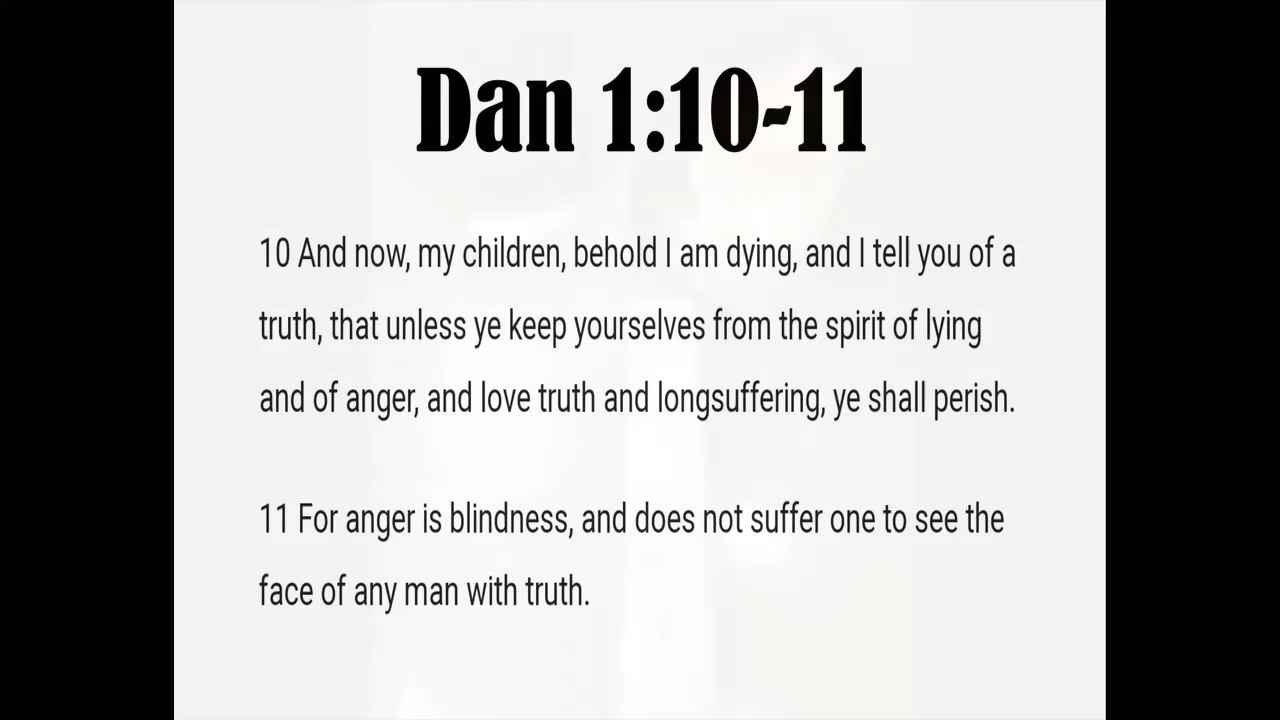 Dan 1:10-11
10 And now, my children, behold I am dying, and I tell you of a
truth, that unless ye keep yourselves from the spirit of lying
and of anger, and love truth and longsuffering, ye shall perish.
11 For anger is blindness, and does not suffer one to see the
face of any man with truth.